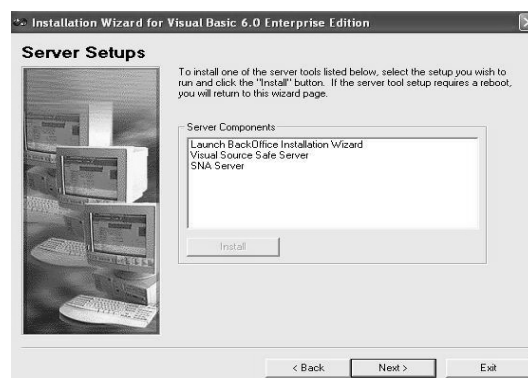 Installation Wizard for Visual Basic 6.0 Enterprise Edition
Server Setups
To install one of the server tools listed below, select the setup you wish to
run and click the "Install" button. If the server tool setup requires a reboot,
you will return to this wizard page.
Server Components
Launch BackOffice Installation Wizard
Visual Source Safe Server
SNA Server
Install
< Back
Next >
Exit